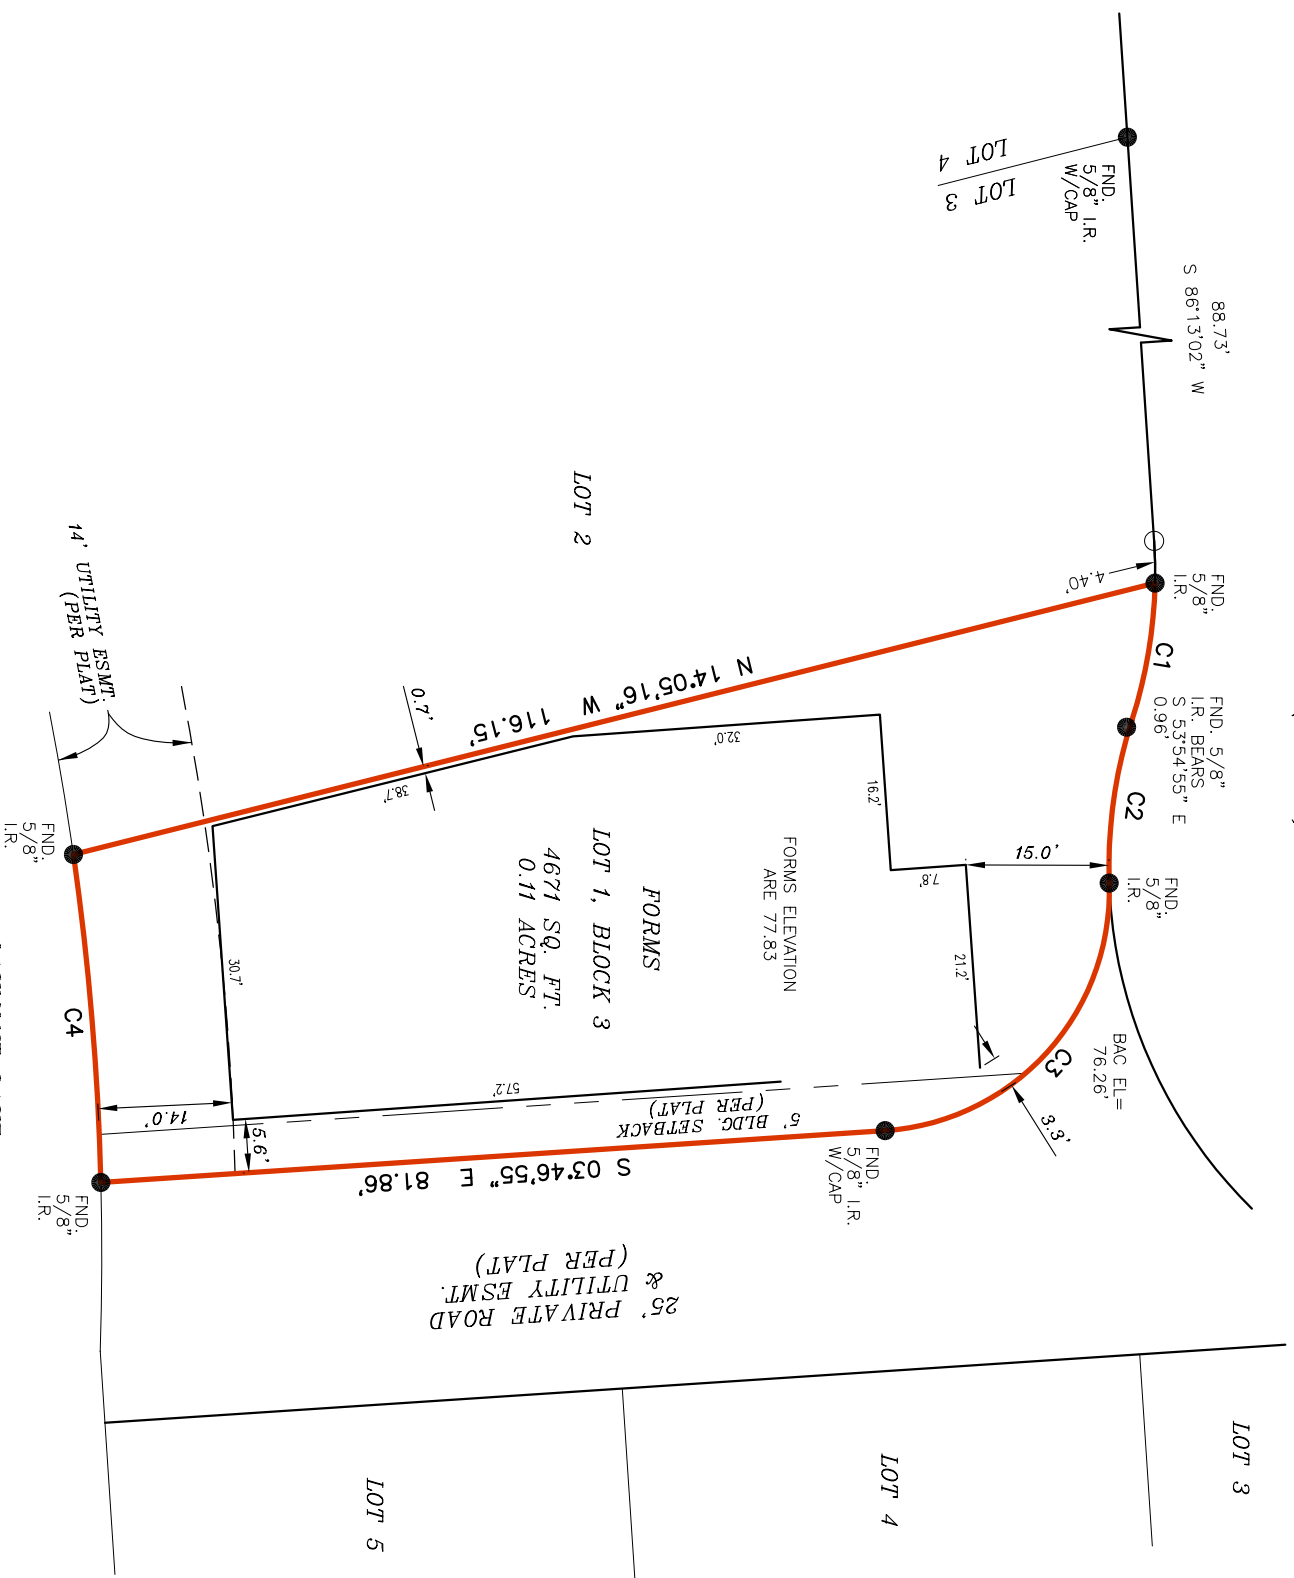 88.73'
S 86°13'02" W
FND.
5/8" I.R.
W/CAP
LOT 4
LOT 3
LOT 2
FND.
5/8"
I.R.
4.40'
C1
FND. 5/8"
I.R. BEARS
S 53°54'55" E
0.96'
C2
FND.
5/8"
I.R.
15.0'
BAC EL=
76.26'
C3
3.3'
N 14°05'16" W 116.15'
0.7'
38.7'
32.0'
16.2'
7.8'
21.2'
FORMS ELEVATION
ARE 77.83
FORMS
LOT 1, BLOCK 3
4671 SQ. FT.
0.11 ACRES
30.7'
57.2'
5' BLDG. SETBACK
(PER PLAT)
S 03°46'55" E 81.86'
FND.
5/8" I.R.
W/CAP
14' UTILITY ESMT.
(PER PLAT)
FND.
5/8"
I.R.
C4
14.0'
5.6'
FND.
5/8"
I.R.
25' PRIVATE ROAD
& UTILITY ESMT.
(PER PLAT)
LOT 3
LOT 4
LOT 5